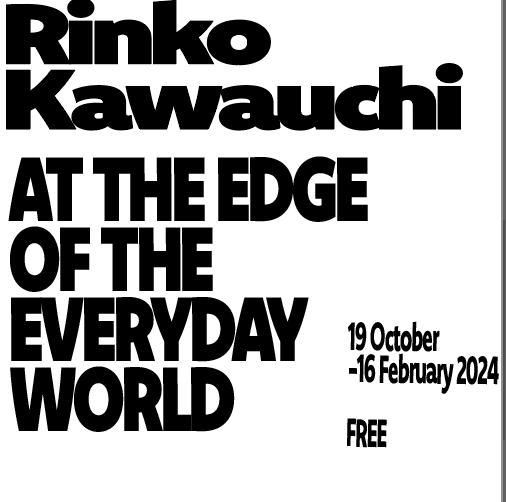 Rinko
Kawauchi
AT THE EDGE
OF THE
EVERYDAY
WORLD
19 October
–16 February 2024
FREE